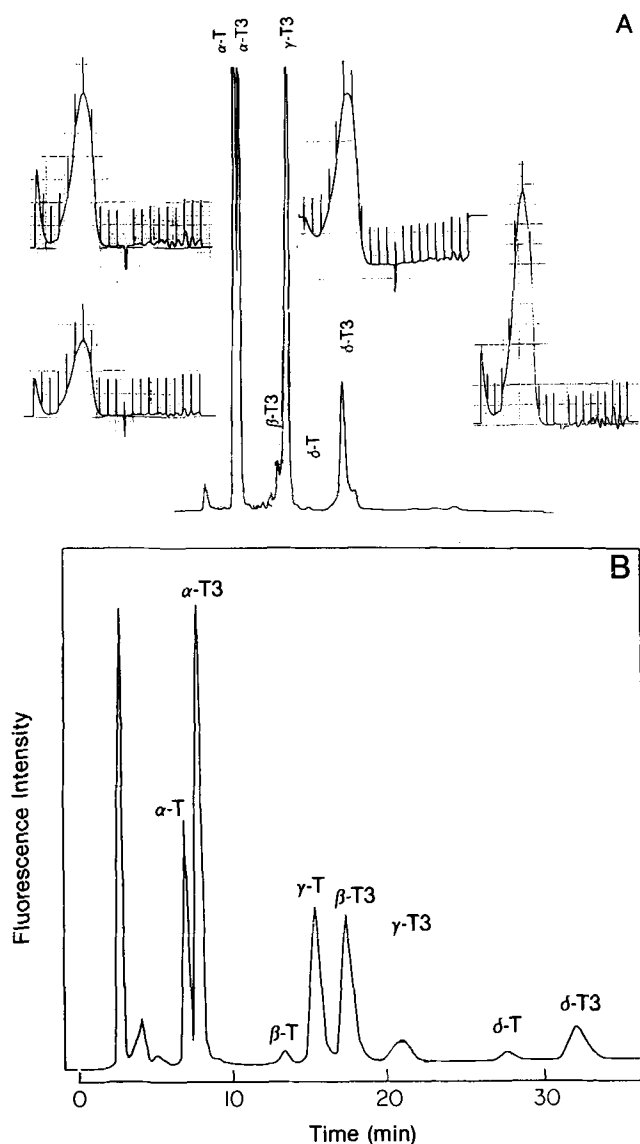 A
α-T
α-T3
γ-T3
β-T3
δ-T
δ-T3
B
Fluorescence Intensity
α-T3
α-T
β-T
γ-T
β-T3
γ-T3
δ-T
δ-T3
0 10 20 30
Time (min)